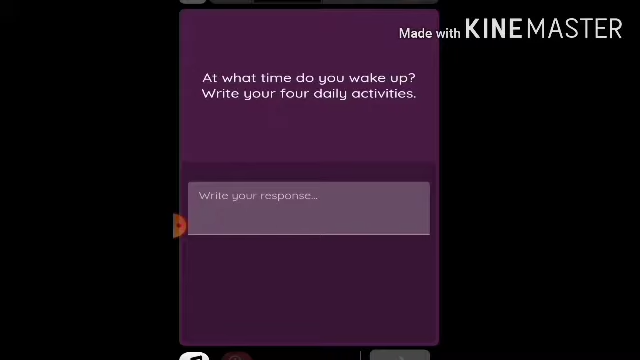 Made with KINEMASTER
At what time do you wake up?
Write your four daily activities.
Write your response...